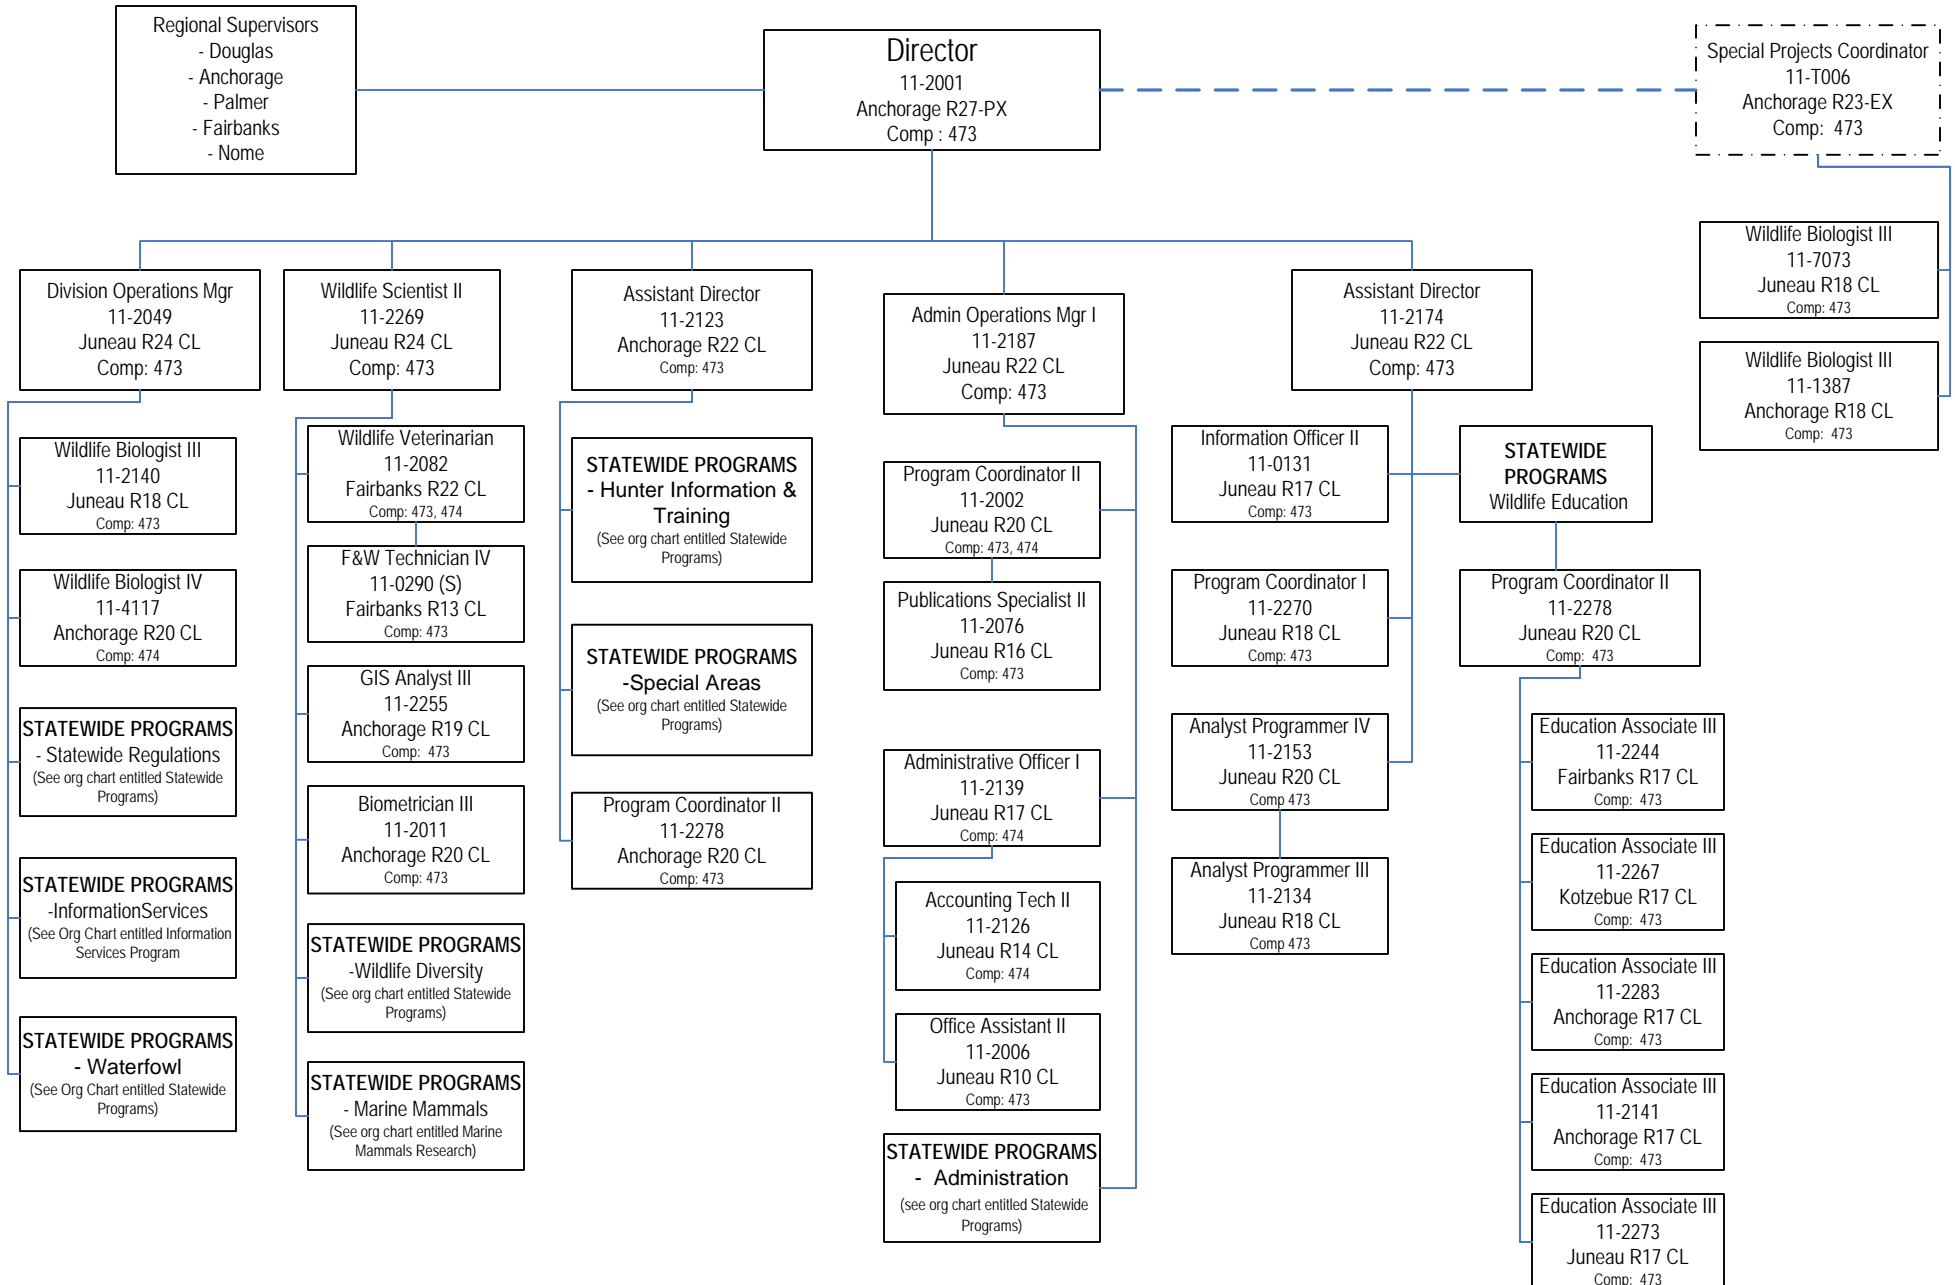 Regional Supervisors
- Douglas
- Anchorage
- Palmer
- Fairbanks
- Nome
Director
11-2001
Anchorage R27-PX
Comp : 473
Special Projects Coordinator
11-T006
Anchorage R23-EX
Comp: 473
Wildlife Biologist III
11-7073
Juneau R18 CL
Comp: 473
Wildlife Biologist III
11-1387
Anchorage R18 CL
Comp: 473
Division Operations Mgr
11-2049
Juneau R24 CL
Comp: 473
Wildlife Biologist III
11-2140
Juneau R18 CL
Comp: 473
Wildlife Biologist IV
11-4117
Anchorage R20 CL
Comp: 474
STATEWIDE PROGRAMS
- Statewide Regulations
(See org chart entitled Statewide
Programs)
STATEWIDE PROGRAMS
-InformationServices
(See Org Chart entitled Information
Services Program
STATEWIDE PROGRAMS
- Waterfowl
(See Org Chart entitled Statewide
Programs)
Wildlife Scientist II
11-2269
Juneau R24 CL
Comp: 473
Wildlife Veterinarian
11-2082
Fairbanks R22 CL
Comp: 473, 474
F&W Technician IV
11-0290 (S)
Fairbanks R13 CL
Comp: 473
GIS Analyst III
11-2255
Anchorage R19 CL
Comp: 473
Biometrician III
11-2011
Anchorage R20 CL
Comp: 473
STATEWIDE PROGRAMS
-Wildlife Diversity
(See org chart entitled Statewide
Programs)
STATEWIDE PROGRAMS
- Marine Mammals
(See org chart entitled Marine
Mammals Research)
Assistant Director
11-2123
Anchorage R22 CL
Comp: 473
STATEWIDE PROGRAMS
- Hunter Information &
Training
(See org chart entitled Statewide
Programs)
STATEWIDE PROGRAMS
-Special Areas
(See org chart entitled Statewide
Programs)
Program Coordinator II
11-2278
Anchorage R20 CL
Comp: 473
Admin Operations Mgr I
11-2187
Juneau R22 CL
Comp: 473
Program Coordinator II
11-2002
Juneau R20 CL
Comp: 473, 474
Publications Specialist II
11-2076
Juneau R16 CL
Comp: 473
Administrative Officer I
11-2139
Juneau R17 CL
Comp: 474
Accounting Tech II
11-2126
Juneau R14 CL
Comp: 474
Office Assistant II
11-2006
Juneau R10 CL
Comp: 473
STATEWIDE PROGRAMS
- Administration
(see org chart entitled Statewide
Programs)
Assistant Director
11-2174
Juneau R22 CL
Comp: 473
Information Officer II
11-0131
Juneau R17 CL
Comp: 473
Program Coordinator I
11-2270
Juneau R18 CL
Comp: 473
Analyst Programmer IV
11-2153
Juneau R20 CL
Comp 473
Analyst Programmer III
11-2134
Juneau R18 CL
Comp 473
STATEWIDE
PROGRAMS
Wildlife Education
Program Coordinator II
11-2278
Juneau R20 CL
Comp: 473
Education Associate III
11-2244
Fairbanks R17 CL
Comp: 473
Education Associate III
11-2267
Kotzebue R17 CL
Comp: 473
Education Associate III
11-2283
Anchorage R17 CL
Comp: 473
Education Associate III
11-2141
Anchorage R17 CL
Comp: 473
Education Associate III
11-2273
Juneau R17 CL
Comp: 473